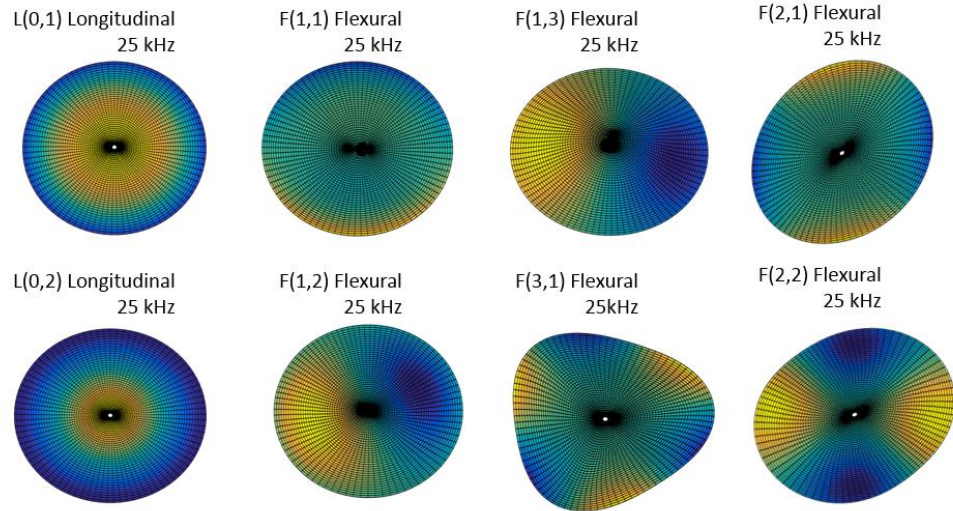 L(0,1) Longitudinal
25 kHz
F(1,1) Flexural
25 kHz
F(1,3) Flexural
25 kHz
F(2,1) Flexural
25 kHz
L(0,2) Longitudinal
25 kHz
F(1,2) Flexural
25 kHz
F(3,1) Flexural
25kHz
F(2,2) Flexural
25 kHz